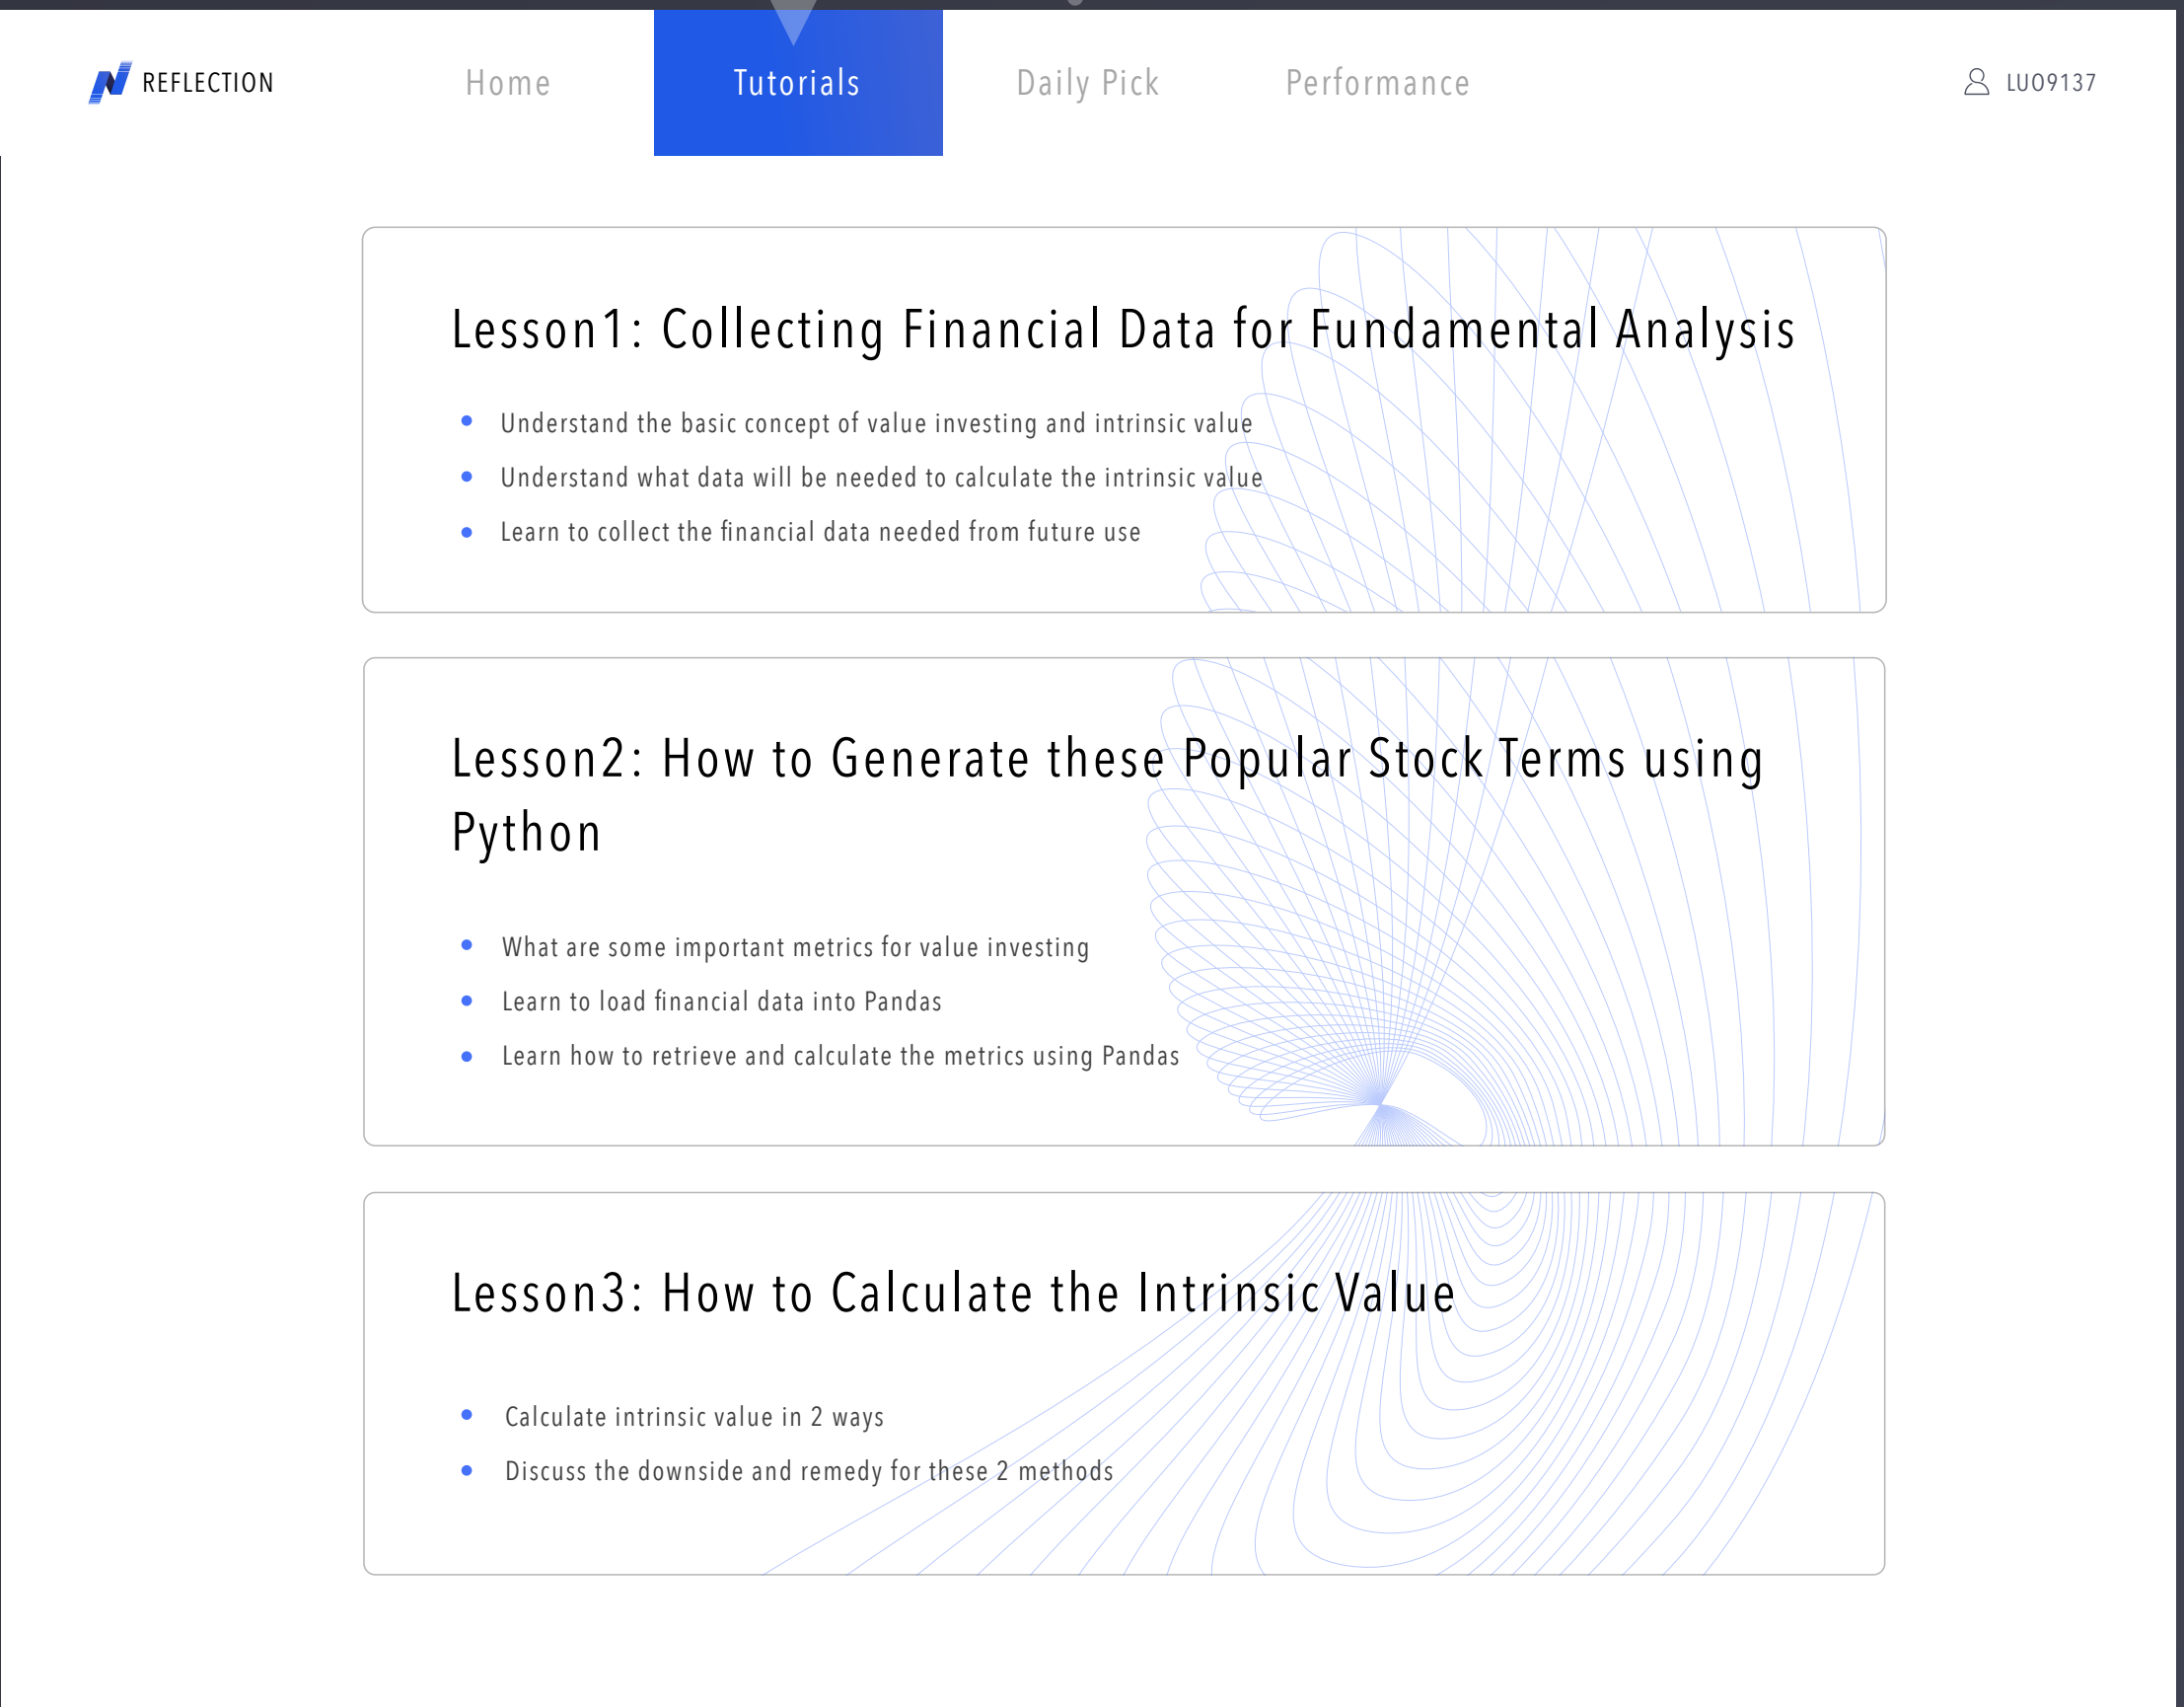 REFLECTION
Home
Tutorials
Daily Pick
Performance
LUO9137
Lesson1: Collecting Financial Data for Fundamental Analysis
Understand the basic concept of value investing and intrinsic value
Understand what data will be needed to calculate the intrinsic value
Learn to collect the financial data needed from future use
Lesson2: How to Generate these Popular Stock Terms using
Python
What are some important metrics for value investing
Learn to load financial data into Pandas
Learn how to retrieve and calculate the metrics using Pandas
Lesson3: How to Calculate the Intrinsic Value
Calculate intrinsic value in 2 ways
Discuss the downside and remedy for these 2 methods